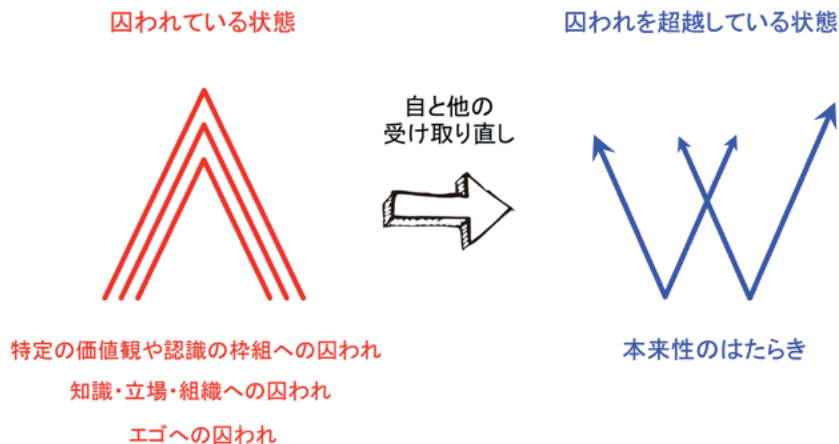 囚われている状態
囚われを超越している状態
自と他の
受け取り直し
特定の価値観や認識の枠組への囚われ
知識・立場・組織への囚われ
エゴへの囚われ
本来性のはたらき